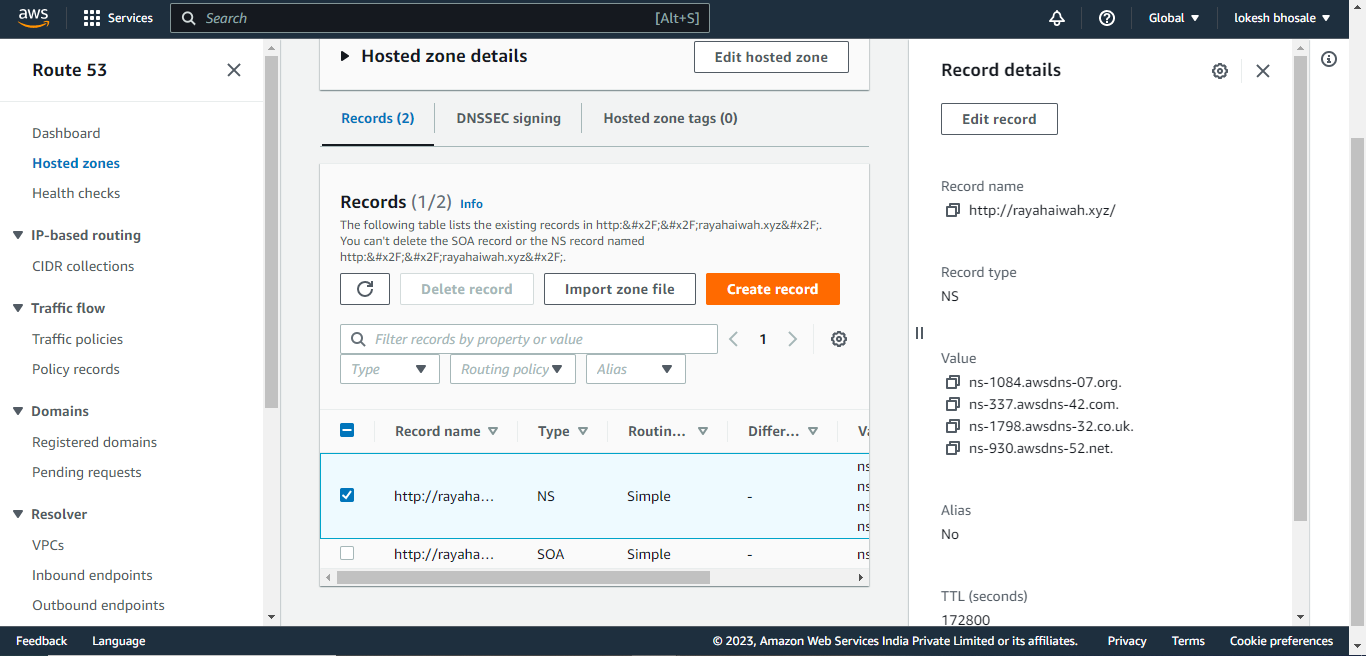 aws
Services
Search
[Alt+S]
Global
lokesh bhosale
Route 53
Dashboard
Hosted zones
Health checks
IP-based routing
CIDR collections
Traffic flow
Traffic policies
Policy records
Domains
Registered domains
Pending requests
Resolver
VPCs
Inbound endpoints
Outbound endpoints
Hosted zone details
Edit hosted zone
Records (2)
DNSSEC signing
Hosted zone tags (0)
Records (1/2) Info
The following table lists the existing records in http:&#x2F;&#x2F;rayahaiwah.xyz&#x2F;.
You can't delete the SOA record or the NS record named
http:&#x2F;&#x2F;rayahaiwah.xyz&#x2F;.
Delete record
Import zone file
Create record
Filter records by property or value
1
Type
Routing policy
Alias
Record name
Type
Routin...
Differ...
http://rayaha...
NS
Simple
-
ns
ns
ns
ns
http://rayaha...
SOA
Simple
-
ns
Record details
Edit record
Record name
http://rayahaiwah.xyz/
Record type
NS
Value
ns-1084.awsdns-07.org.
ns-337.awsdns-42.com.
ns-1798.awsdns-32.co.uk.
ns-930.awsdns-52.net.
Alias
No
TTL (seconds)
172800
Feedback
Language
© 2023, Amazon Web Services India Private Limited or its affiliates.
Privacy
Terms
Cookie preferences